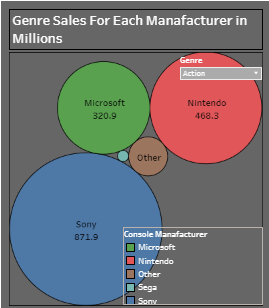 Genre Sales For Each Manafacturer in
Millions
Genre
Action
Microsoft
320.9
Nintendo
468.3
Other
Sony
871.9
Console Manafacturer
Microsoft
Nintendo
Other
Sega
Sony